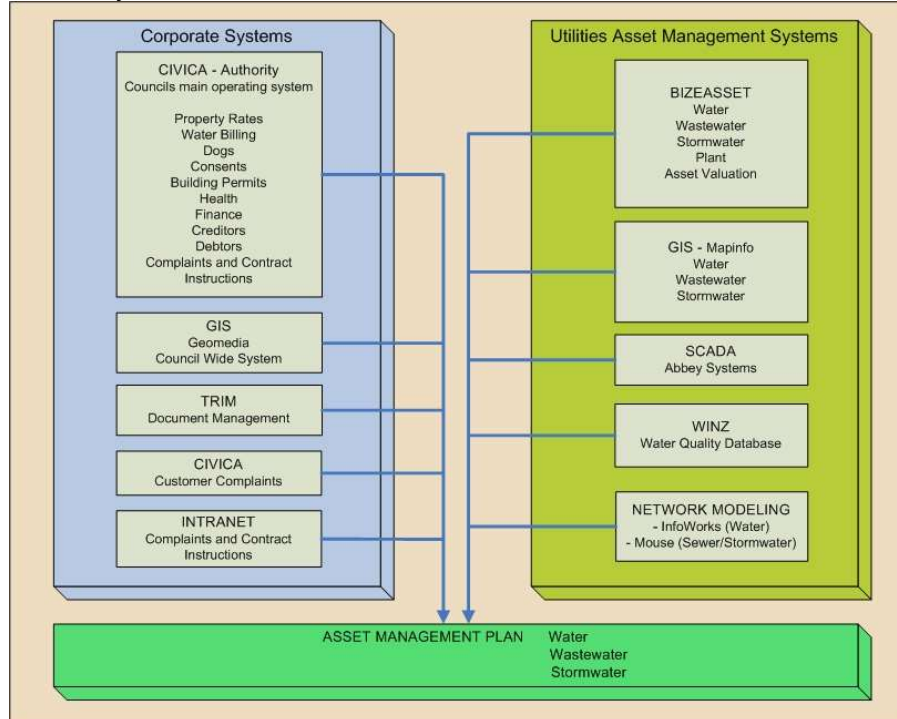 Corporate Systems
CIVICA - Authority
Councils main operating system
Property Rates
Water Billing
Dogs
Consents
Building Permits
Health
Finance
Creditors
Debtors
Complaints and Contract
Instructions
GIS
Geomedia
Council Wide System
TRIM
Document Management
CIVICA
Customer Complaints
INTRANET
Complaints and Contract
Instructions
Utilities Asset Management Systems
BIZEASSET
Water
Wastewater
Stormwater
Plant
Asset Valuation
GIS - Mapinfo
Water
Wastewater
Stormwater
SCADA
Abbey Systems
WINZ
Water Quality Database
NETWORK MODELING
- InfoWorks (Water)
- Mouse (Sewer/Stormwater)
ASSET MANAGEMENT PLAN Water
Wastewater
Stormwater